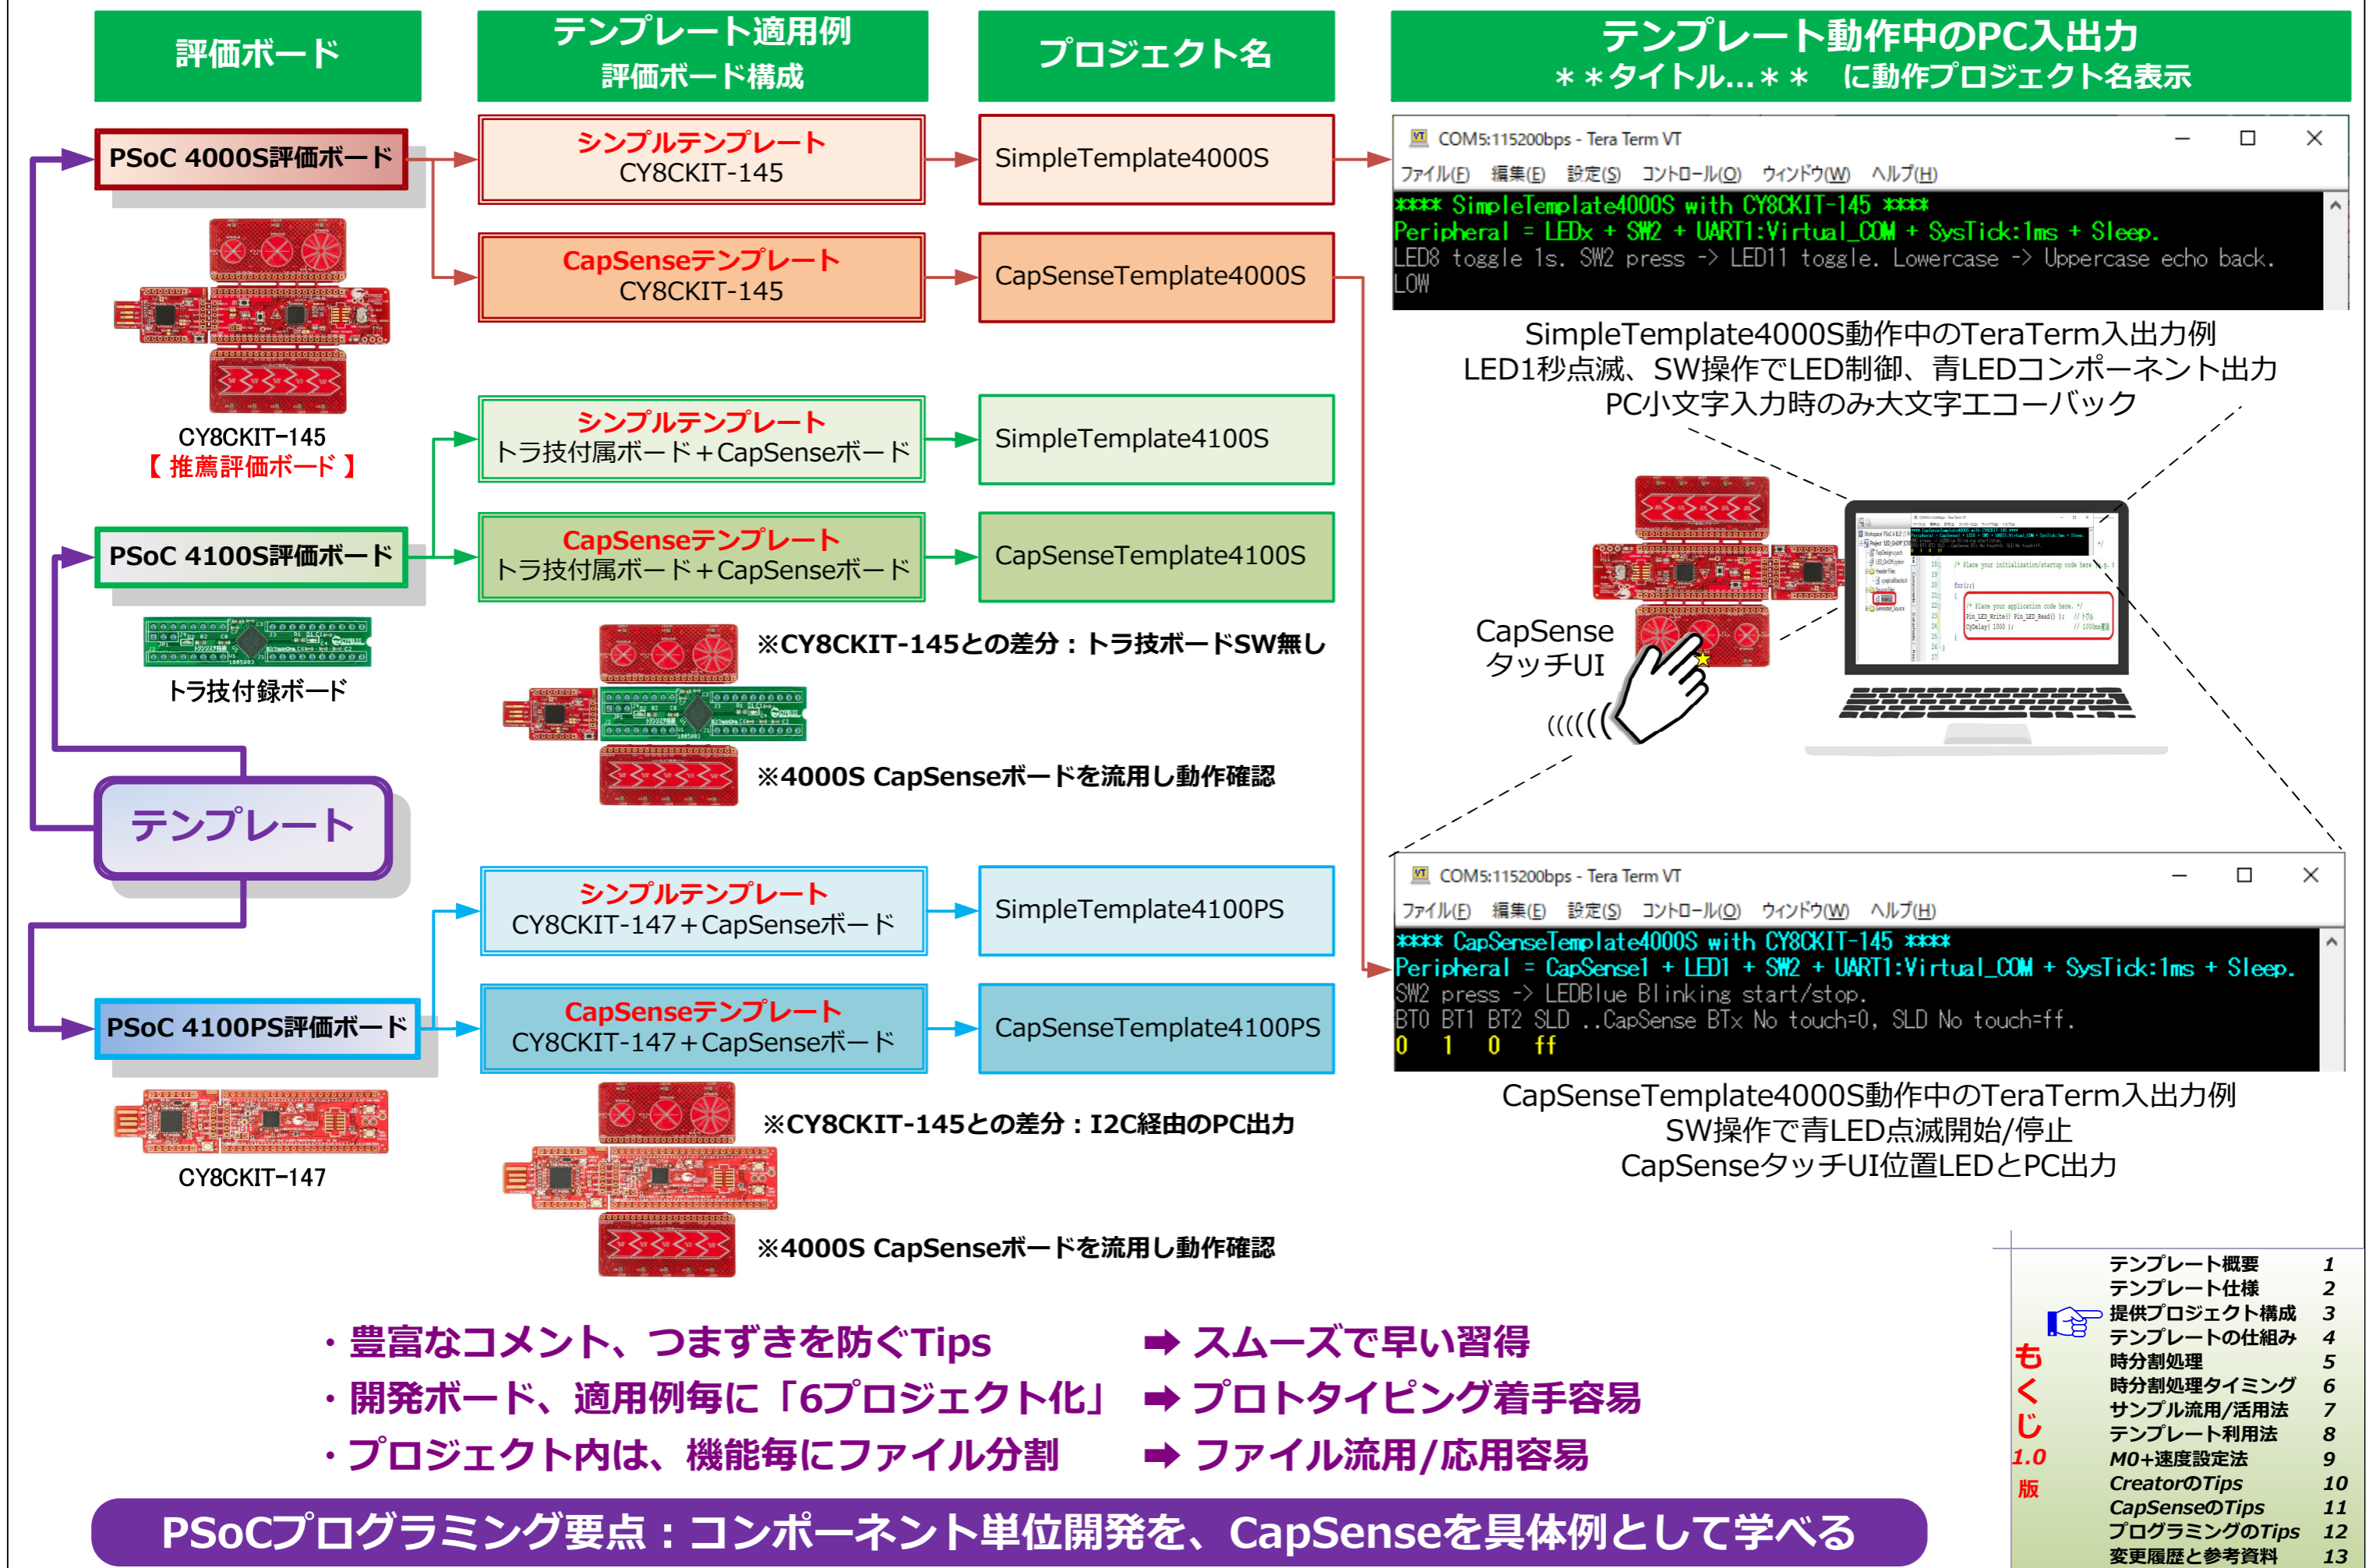 評価ボード
テンプレート適用例
評価ボード構成
プロジェクト名
テンプレート動作中のPC入出力
＊＊タイトル…＊＊　に動作プロジェクト名表示
PSoC 4000S評価ボード
シンプルテンプレート
CY8CKIT-145
SimpleTemplate4000S
CapSenseテンプレート
CY8CKIT-145
CapSenseTemplate4000S
CY8CKIT-145
【 推薦評価ボード 】
COM5:115200bps - Tera Term VT
ファイル(F) 編集(E) 設定(S) コントロール(O) ウィンドウ(W) ヘルプ(H)
**** SimpleTemplate4000S with CY8CKIT-145 ****
Peripheral = LEDx + SW2 + UART1:Virtual_COM + SysTick:1ms + Sleep.
LED8 toggle 1s. SW2 press -> LED11 toggle. Lowercase -> Uppercase echo back.
LOW
SimpleTemplate4000S動作中のTeraTerm入出力例
LED1秒点滅、SW操作でLED制御、青LEDコンポーネント出力
PC小文字入力時のみ大文字エコーバック
PSoC 4100S評価ボード
シンプルテンプレート
トラ技付属ボード＋CapSenseボード
SimpleTemplate4100S
CapSenseテンプレート
トラ技付属ボード＋CapSenseボード
CapSenseTemplate4100S
トラ技付録ボード
※CY8CKIT-145との差分：トラ技ボードSW無し
※4000S CapSenseボードを流用し動作確認
CapSense
タッチUI
/* Place your initialization/startup code here
for(;;)
{
/* Place your application code here. */
Pin_LED_Write(! Pin_LED_Read() );
CyDelay( 1000 );
}
テンプレート
シンプルテンプレート
CY8CKIT-147＋CapSenseボード
SimpleTemplate4100PS
PSoC 4100PS評価ボード
CapSenseテンプレート
CY8CKIT-147＋CapSenseボード
CapSenseTemplate4100PS
CY8CKIT-147
※CY8CKIT-145との差分：I2C経由のPC出力
※4000S CapSenseボードを流用し動作確認
COM5:115200bps - Tera Term VT
ファイル(F) 編集(E) 設定(S) コントロール(O) ウィンドウ(W) ヘルプ(H)
**** CapSenseTemplate4000S with CY8CKIT-145 ****
Peripheral = CapSense1 + LED1 + SW2 + UART1:Virtual_COM + SysTick:1ms + Sleep.
SW2 press -> LEDBlue Blinking start/stop.
BT0 BT1 BT2 SLD ..CapSense BTx No touch=0, SLD No touch=ff.
0 1 0 ff
CapSenseTemplate4000S動作中のTeraTerm入出力例
SW操作で青LED点滅開始/停止
CapSenseタッチUI位置LEDとPC出力
・豊富なコメント、つまずきを防ぐTips ➡ スムーズで早い習得
・開発ボード、適用例毎に「6プロジェクト化」 ➡ プロトタイピング着手容易
・プロジェクト内は、機能毎にファイル分割 ➡ ファイル流用/応用容易
PSoCプログラミング要点：コンポーネント単位開発を、CapSenseを具体例として学べる
もくじ
1.0
版
テンプレート概要 1
テンプレート仕様 2
提供プロジェクト構成 3
テンプレートの仕組み 4
時分割処理 5
時分割処理タイミング 6
サンプル流用/活用法 7
テンプレート利用法 8
M0+速度設定法 9
CreatorのTips 10
CapSenseのTips 11
プログラミングのTips 12
変更履歴と参考資料 13